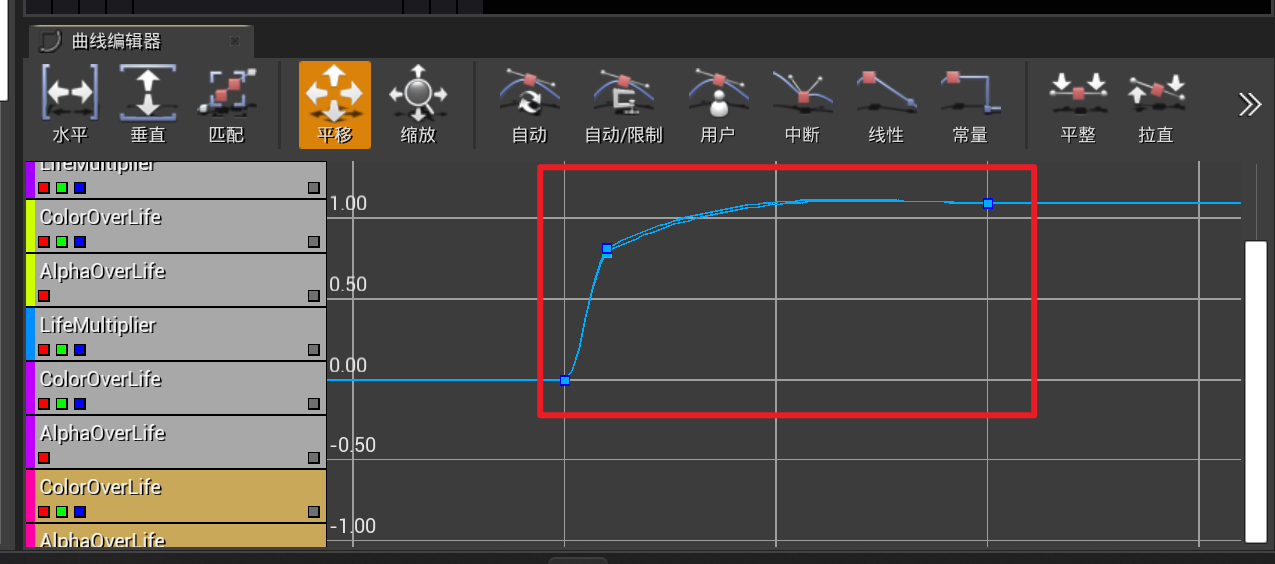 曲线编辑器
水平 垂直 匹配 平移 缩放 自动 自动/限制 用户 中断 线性 常量 平整 拉直
LifeMultiplier
ColorOverLife
AlphaOverLife
LifeMultiplier
ColorOverLife
AlphaOverLife
ColorOverLife
AlphaOverLife
1.00
0.50
0.00
-0.50
-1.00